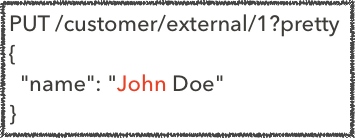 PUT /customer/external/1?pretty
{
  "name": "John Doe"
}